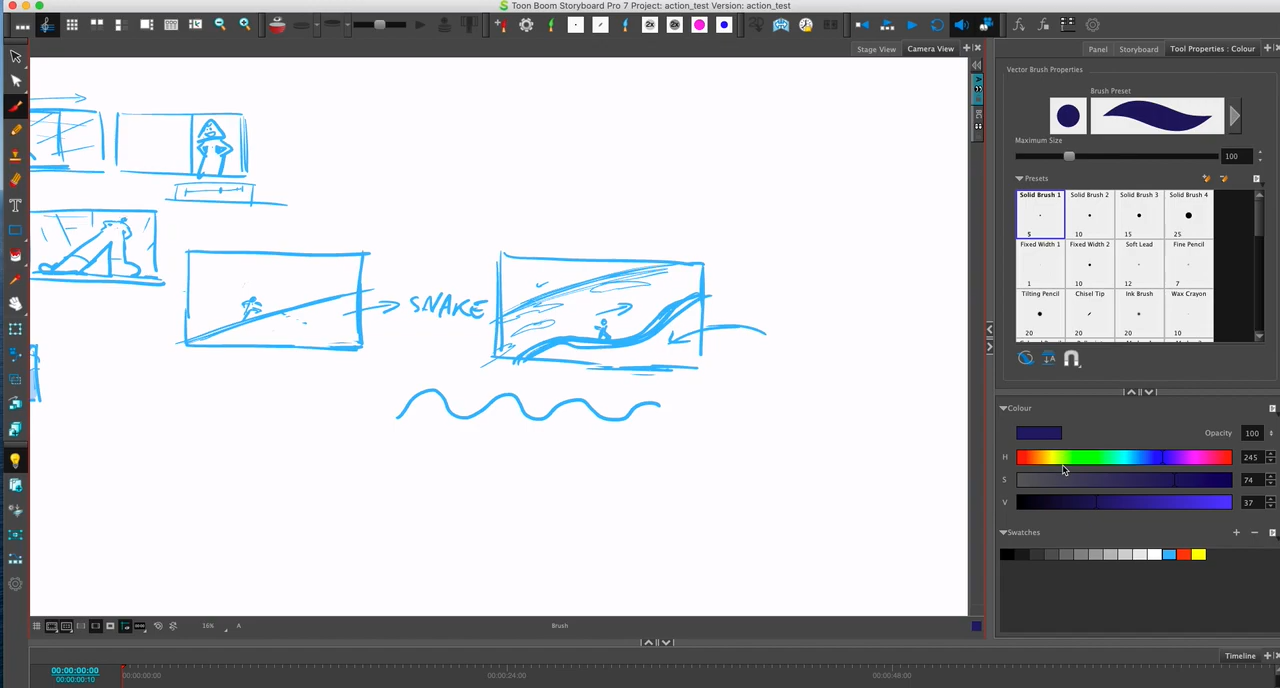 Toon Boom Storyboard Pro 7 Project: action_test Version: action_test
2x
2x
Stage View
Camera View
Panel
Storyboard
Tool Properties : Colour
Vector Brush Properties
Brush Preset
Maximum Size
100
Presets
Solid Brush 1
Solid Brush 2
Solid Brush 3
Solid Brush 4
5
10
15
25
Fixed Width 1
Fixed Width 2
Soft Lead
Fine Pencil
1
10
12
7
Tilting Pencil
Chisel Tip
Ink Brush
Wax Crayon
20
20
20
10
SNAKE
Colour
Opacity
100
H
245
S
74
V
37
Swatches
16%
A
Brush
Timeline
00:00:00:00
00:00:00:10
00:00:00:00
00:00:24:00
00:00:48:00